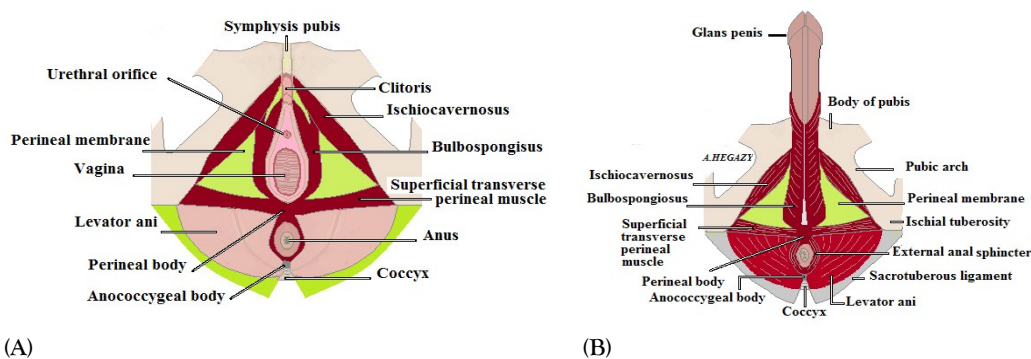 Symphysis pubis
Urethral orifice
Clitoris
Ischiocavernosus
Perineal membrane
Bulbospongisus
Vagina
Superficial transverse
perineal muscle
Levator ani
Anus
Perineal body
Coccyx
Anococcygeal body
(A)
Glans penis
Body of pubis
A.HEGAZY
Pubic arch
Ischiocavernosus
Bulbospongiosus
Perineal membrane
Superficial
transverse
perineal
muscle
Ischial tuberosity
External anal sphincter
Perineal body
Sacrotuberous ligament
Anococcygeal body
Levator ani
Coccyx
(B)